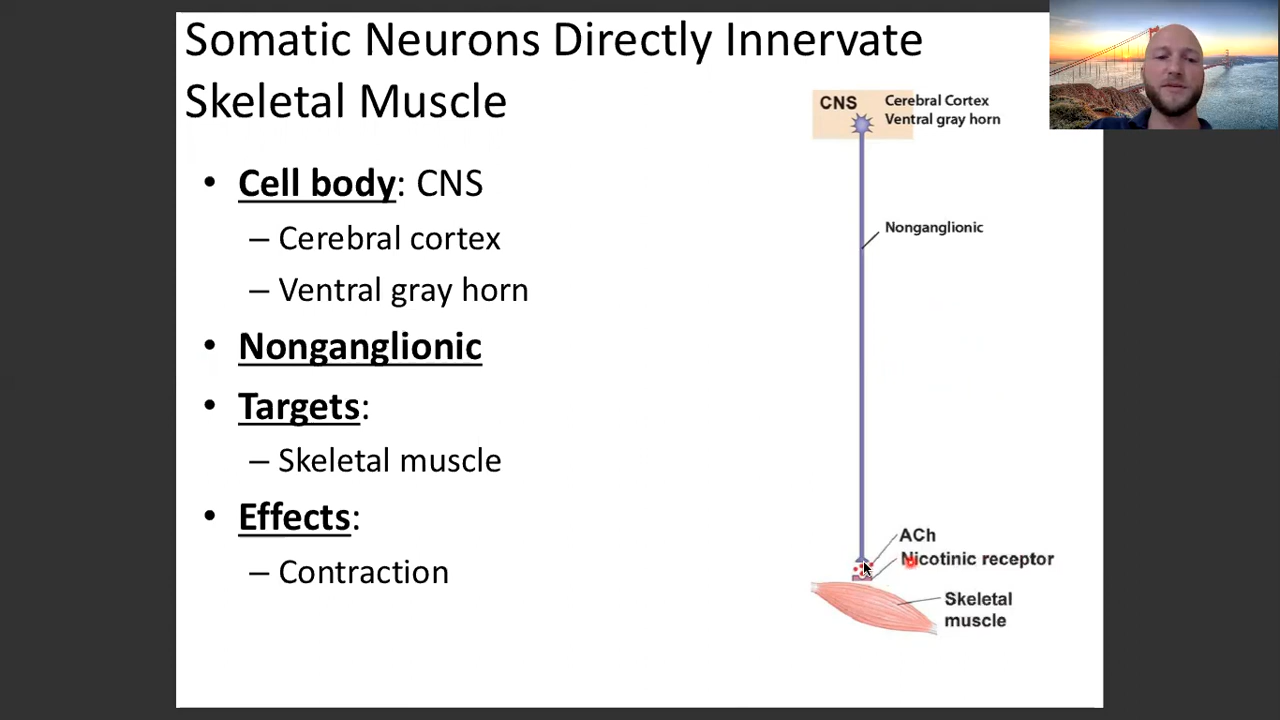 Somatic Neurons Directly Innervate
Skeletal Muscle
• Cell body: CNS
– Cerebral cortex
– Ventral gray horn
• Nonganglionic
• Targets:
– Skeletal muscle
• Effects:
– Contraction
CNS
Cerebral Cortex
Ventral gray horn
Nonganglionic
ACh
Nicotinic receptor
Skeletal
muscle